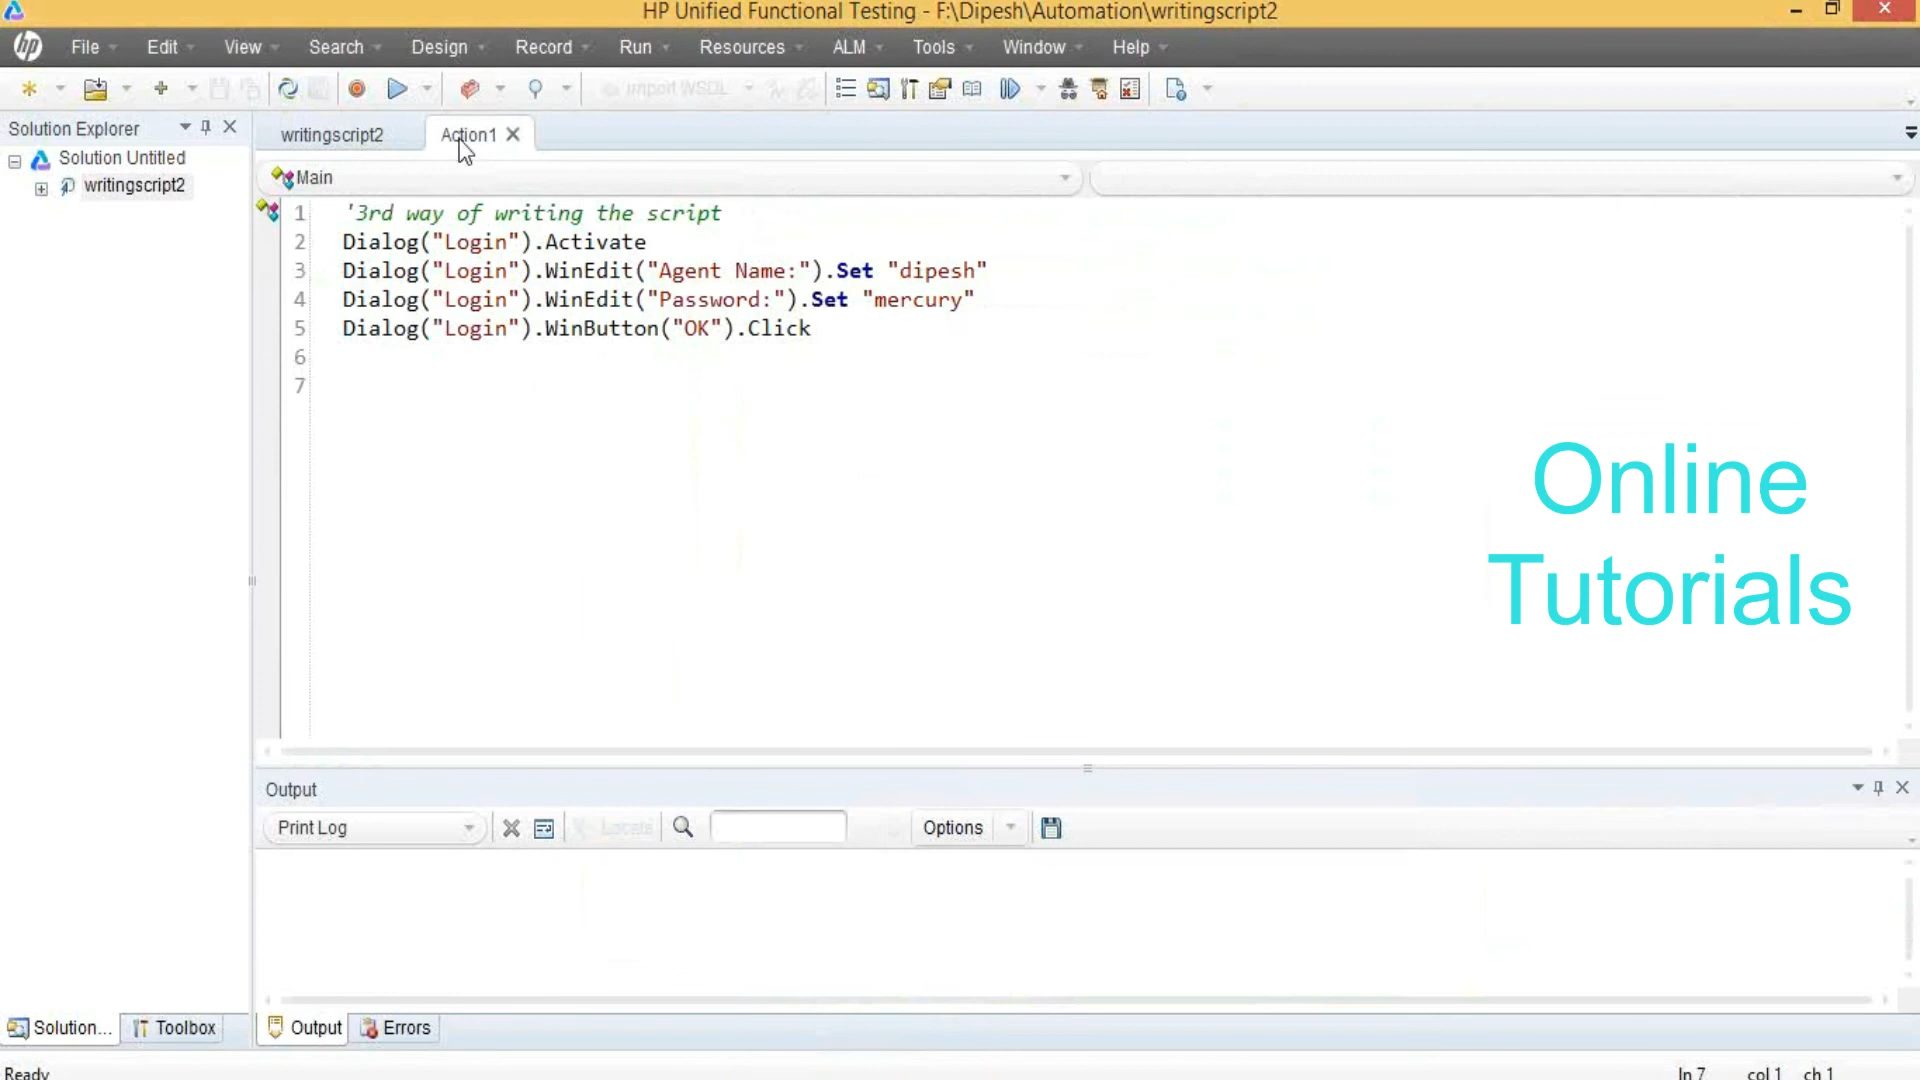 HP Unified Functional Testing - F:\Dipesh\Automation\writingscript2
hp File Edit View Search Design Record Run Resources ALM Tools Window Help
Import WSDL
Solution Explorer
writingscript2 Action1
Solution Untitled
writingscript2
Main
1 '3rd way of writing the script
2 Dialog("Login").Activate
3 Dialog("Login").WinEdit("Agent Name:").Set "dipesh"
4 Dialog("Login").WinEdit("Password:").Set "mercury"
5 Dialog("Login").WinButton("OK").Click
6
7
Online
Tutorials
Output
Print Log Locate Options
Solution... Toolbox Output Errors
Ready ln 7 col 1 ch 1